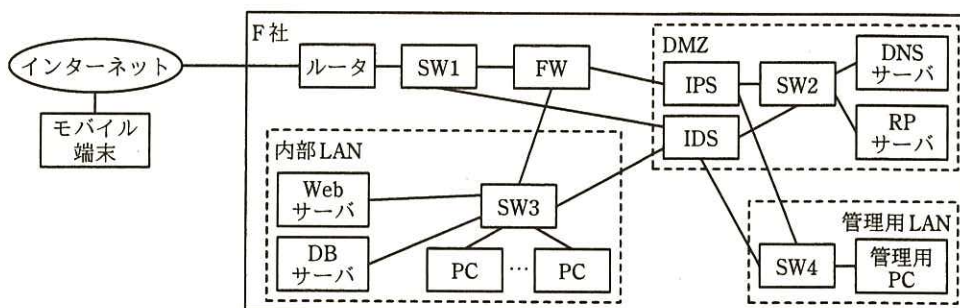 F社
DMZ
DNS
サーバ
インターネット
ルータ
SW1
FW
IPS
SW2
モバイル
端末
IDS
RP
サーバ
内部LAN
Web
サーバ
SW3
管理用LAN
DB
サーバ
PC
…
PC
SW4
管理用
PC